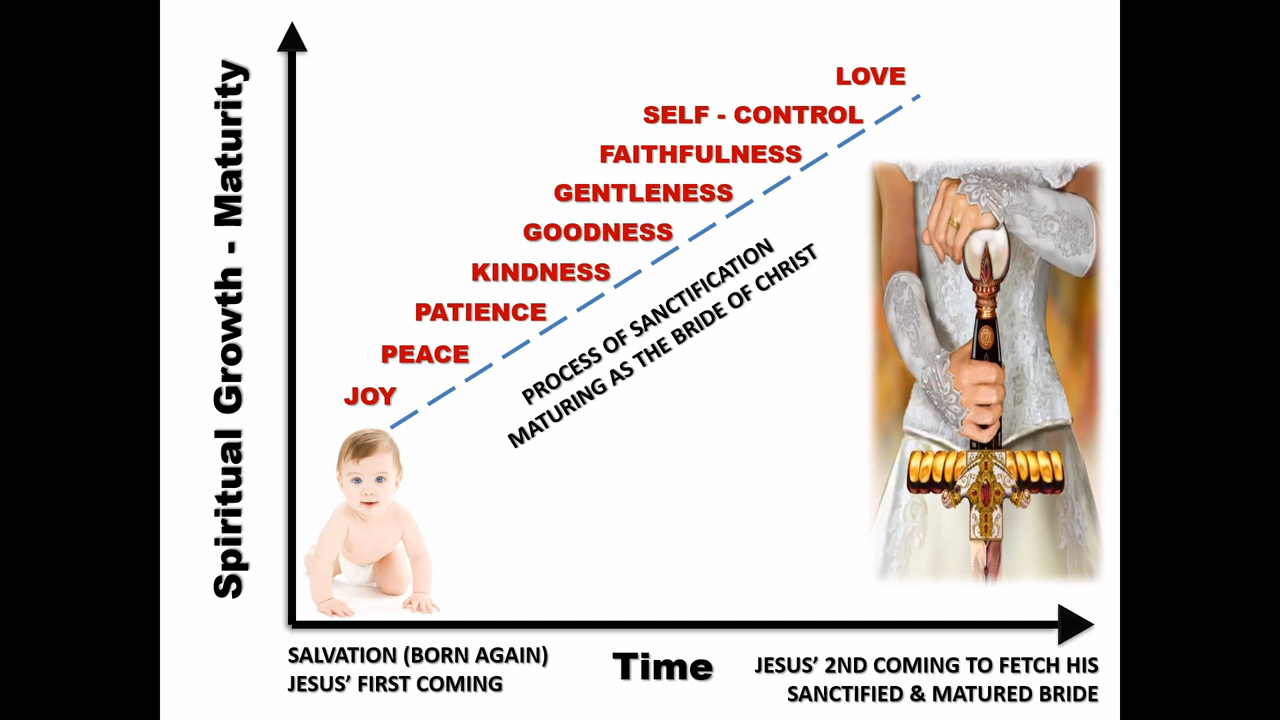 Spiritual Growth - Maturity
LOVE
SELF - CONTROL
FAITHFULNESS
GENTLENESS
GOODNESS
KINDNESS
PATIENCE
PEACE
JOY
PROCESS OF SANCTIFICATION
MATURING AS THE BRIDE OF CHRIST
SALVATION (BORN AGAIN)
JESUS’ FIRST COMING
Time
JESUS’ 2ND COMING TO FETCH HIS
SANCTIFIED & MATURED BRIDE